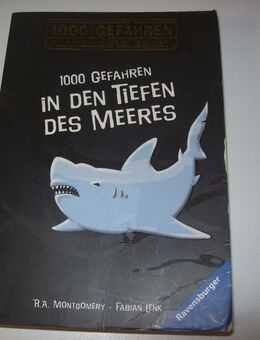 1000 GEFAHREN
1000 GEFAHREN
IN DEN TIEFEN
DES MEERES
R.A. MONTGOMERY · FABIAN LENK
Ravensburger